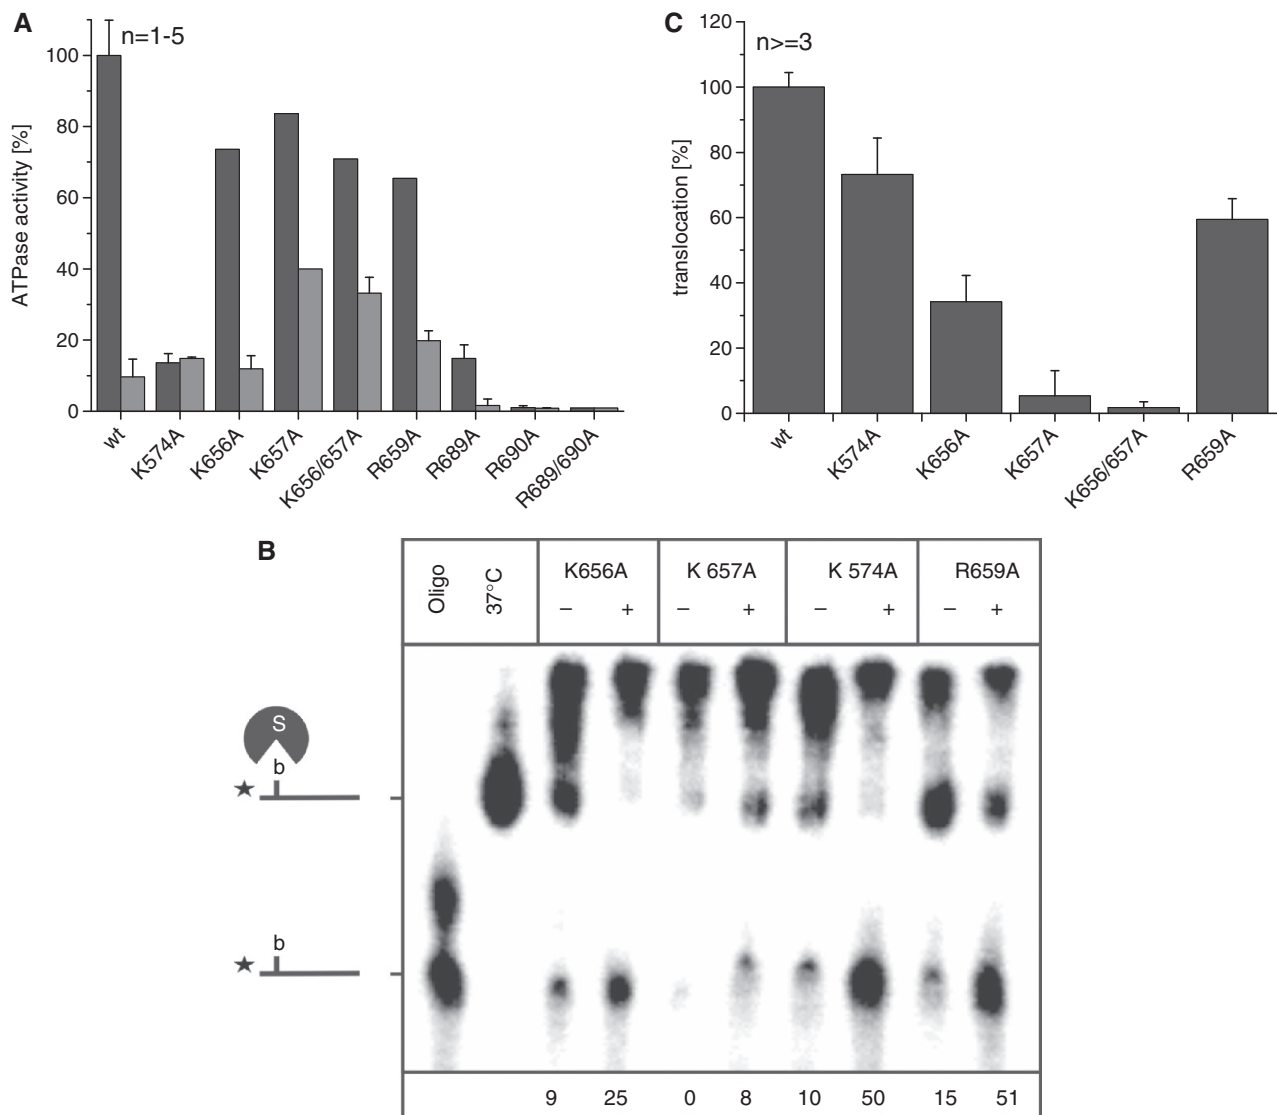 A
n=1-5
ATPase activity [%]
100
80
60
40
20
0
wt
K574A
K656A
K657A
K656/657A
R659A
R689A
R690A
R689/690A
C
n>=3
translocation [%]
120
100
80
60
40
20
0
wt
K574A
K656A
K657A
K656/657A
R659A
B
Oligo
37°C
K656A
K 657A
K 574A
R659A
– + – + – + – +
S
b
b
9 25 0 8 10 50 15 51